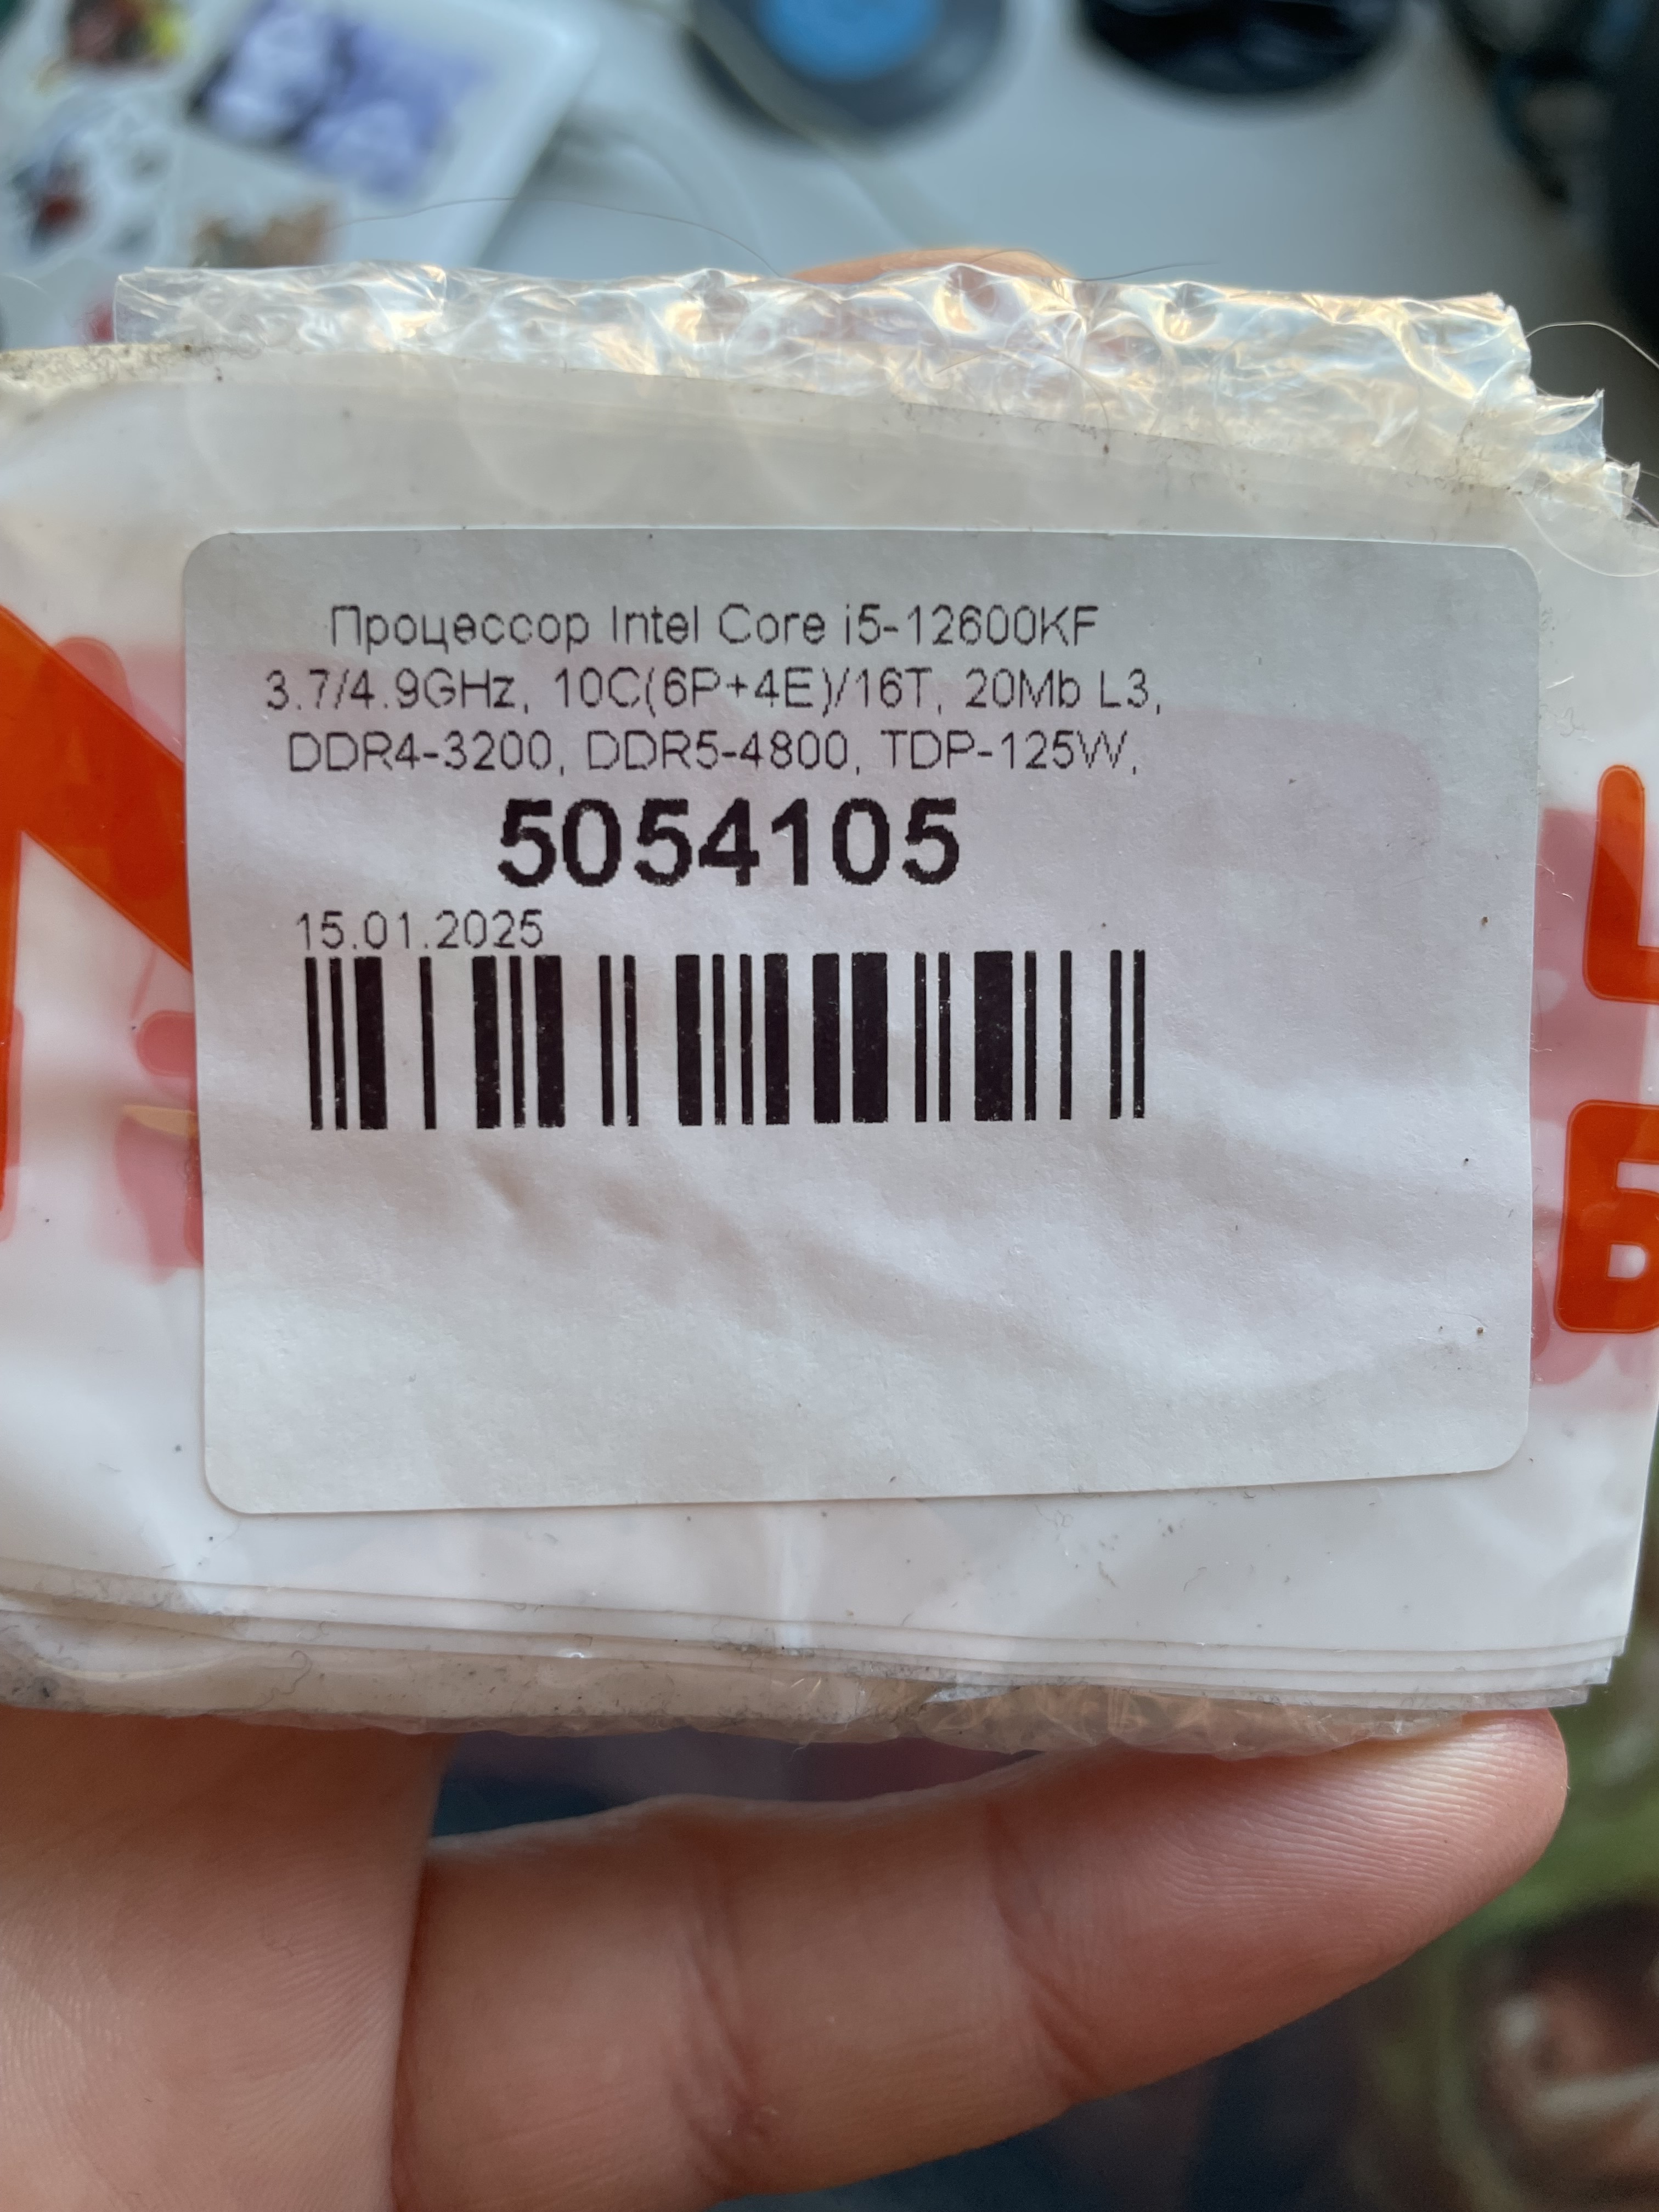 Процессор Intel Core i5-12600KF
3.7/4.9GHz, 10C(6P+4E)/16T, 20Mb L3,
DDR4-3200, DDR5-4800, TDP-125W,
5054105
15.01.2025
Б